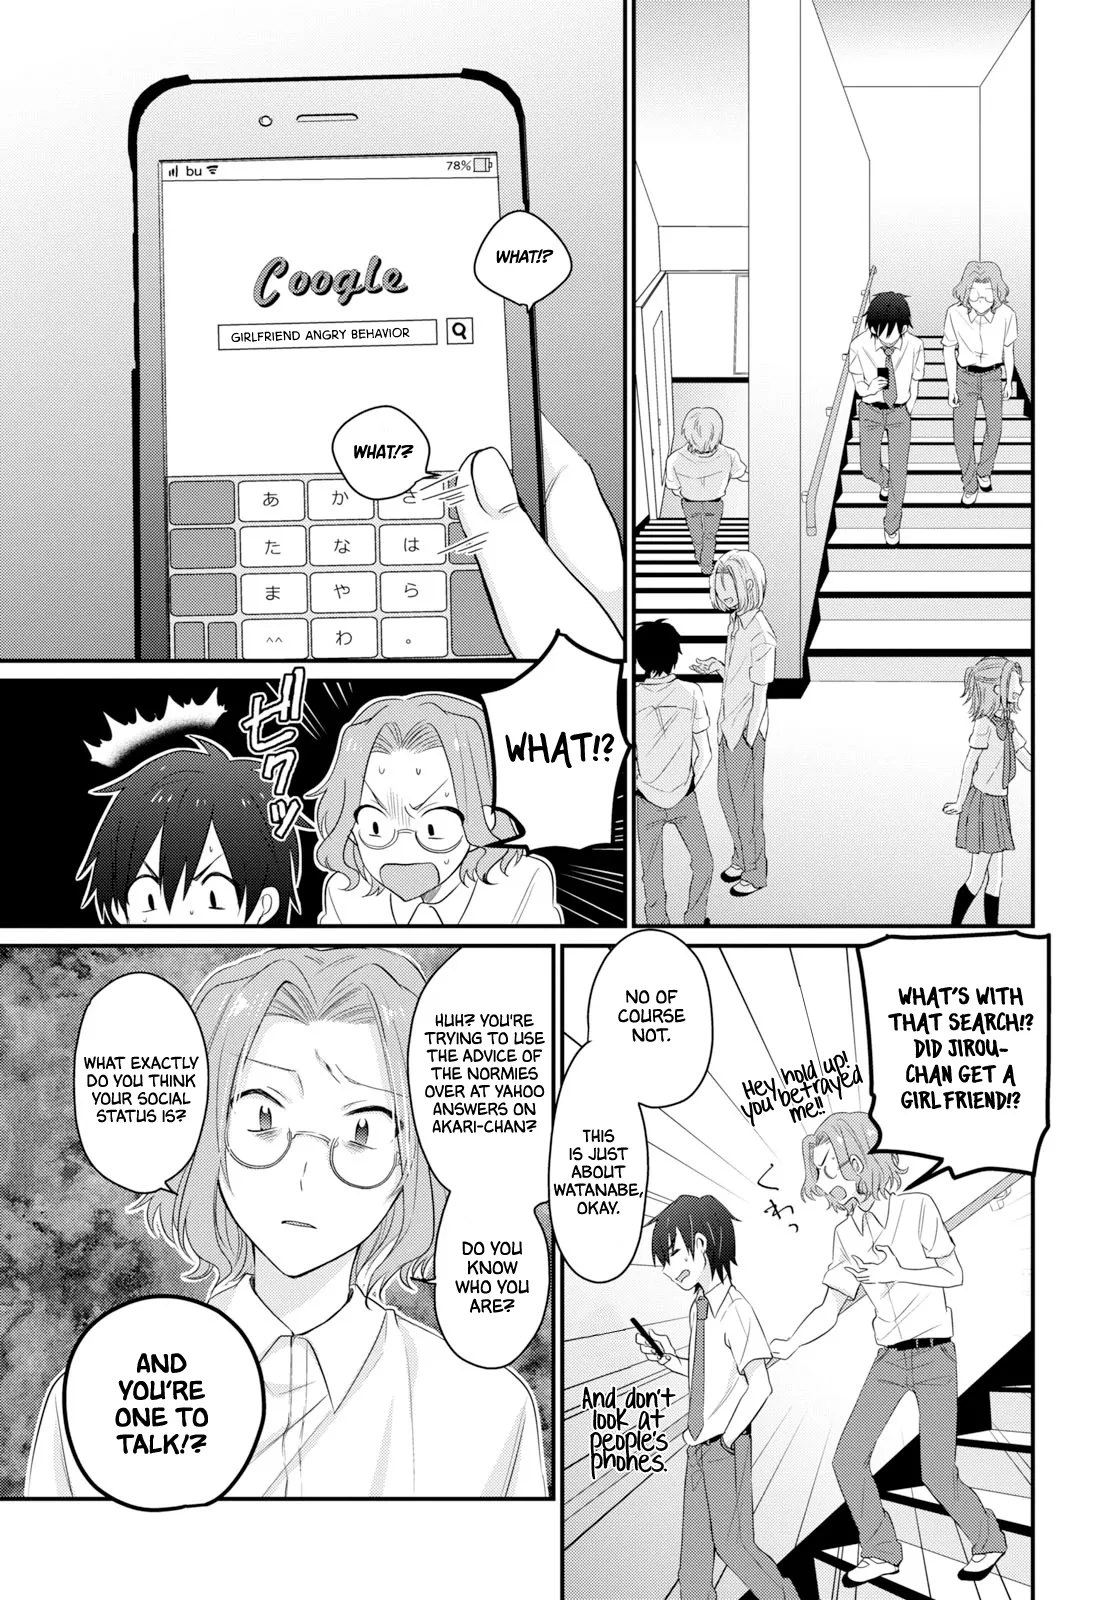 bu
78%
Coogle
GIRLFRIEND ANGRY BEHAVIOR
WHAT!?
WHAT!?
あ か さ
た な は
ま や ら
^^ わ 。
WHAT!?
ビクッ
WHAT'S WITH
THAT SEARCH!?
DID JIROU-
CHAN GET A
GIRLFRIEND!?
Hey, hold up!
you betrayed
me!!
くわっ
NO OF
COURSE
NOT.
THIS
IS JUST
ABOUT
WATANABE,
OKAY.
And don't
look at
people's
phones.
HUH? YOU'RE
TRYING TO USE
THE ADVICE OF
THE NORMIES
OVER AT YAHOO
ANSWERS ON
AKARI-CHAN?
DO YOU
KNOW
WHO YOU
ARE?
WHAT EXACTLY
DO YOU THINK
YOUR SOCIAL
STATUS IS?
AND
YOU'RE
ONE TO
TALK!?